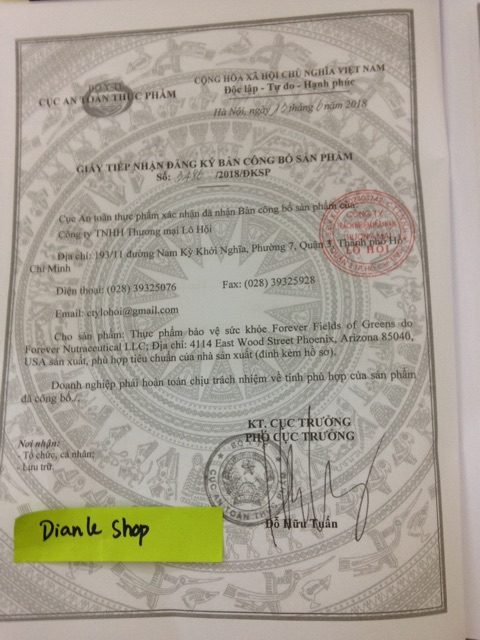 BỘ Y TẾ
CỤC AN TOÀN THỰC PHẨM
CỘNG HÒA XÃ HỘI CHỦ NGHĨA VIỆT NAM
Độc lập - Tự do - Hạnh phúc
Hà Nội, ngày tháng năm 2018
GIẤY TIẾP NHẬN ĐĂNG KÝ BẢN CÔNG BỐ SẢN PHẨM
Số: /2018/ĐKSP
Cục An toàn thực phẩm xác nhận đã nhận Bản công bố sản phẩm của:
Công ty TNHH Thương mại Lô Hội
Địa chỉ: 193/11 đường Nam Kỳ Khởi Nghĩa, Phường 7, Quận 3, Thành phố Hồ
Chí Minh
Điện thoại: (028) 39325076 Fax: (028) 39325928
Email: ctylohoi@gmail.com
Cho sản phẩm: Thực phẩm bảo vệ sức khỏe Forever Fields of Greens do
Forever Nutraceutical LLC; Địa chỉ: 4114 East Wood Street Phoenix, Arizona 85040,
USA sản xuất, phù hợp tiêu chuẩn của nhà sản xuất (đính kèm hồ sơ).
Doanh nghiệp phải hoàn toàn chịu trách nhiệm về tính phù hợp của sản phẩm
đã công bố./.
KT. CỤC TRƯỞNG
PHÓ CỤC TRƯỞNG
Nơi nhận:
- Tổ chức, cá nhân;
- Lưu trữ.
Đỗ Hữu Tuấn
CÔNG TY
LÔ HỘI
CỤC AN TOÀN
Dianle Shop